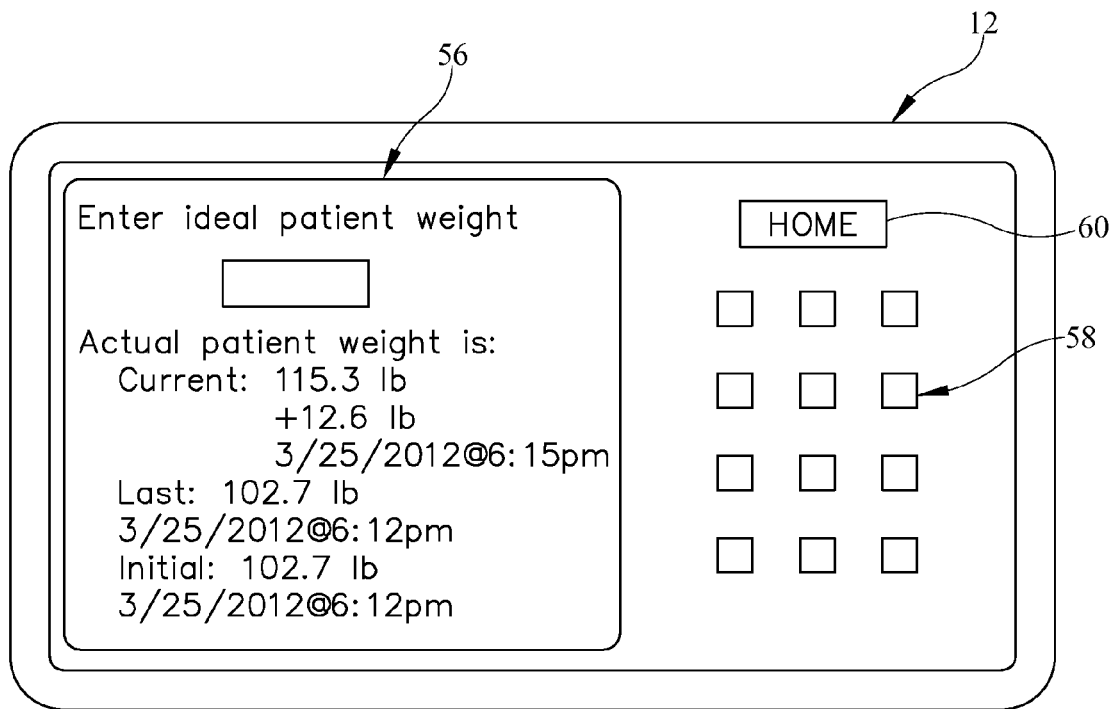 12
56
Enter ideal patient weight
HOME
60
Actual patient weight is:
58
Current: 115.3 lb
+12.6 lb
3/25/2012@6:15pm
Last: 102.7 lb
3/25/2012@6:12pm
Initial: 102.7 lb
3/25/2012@6:12pm